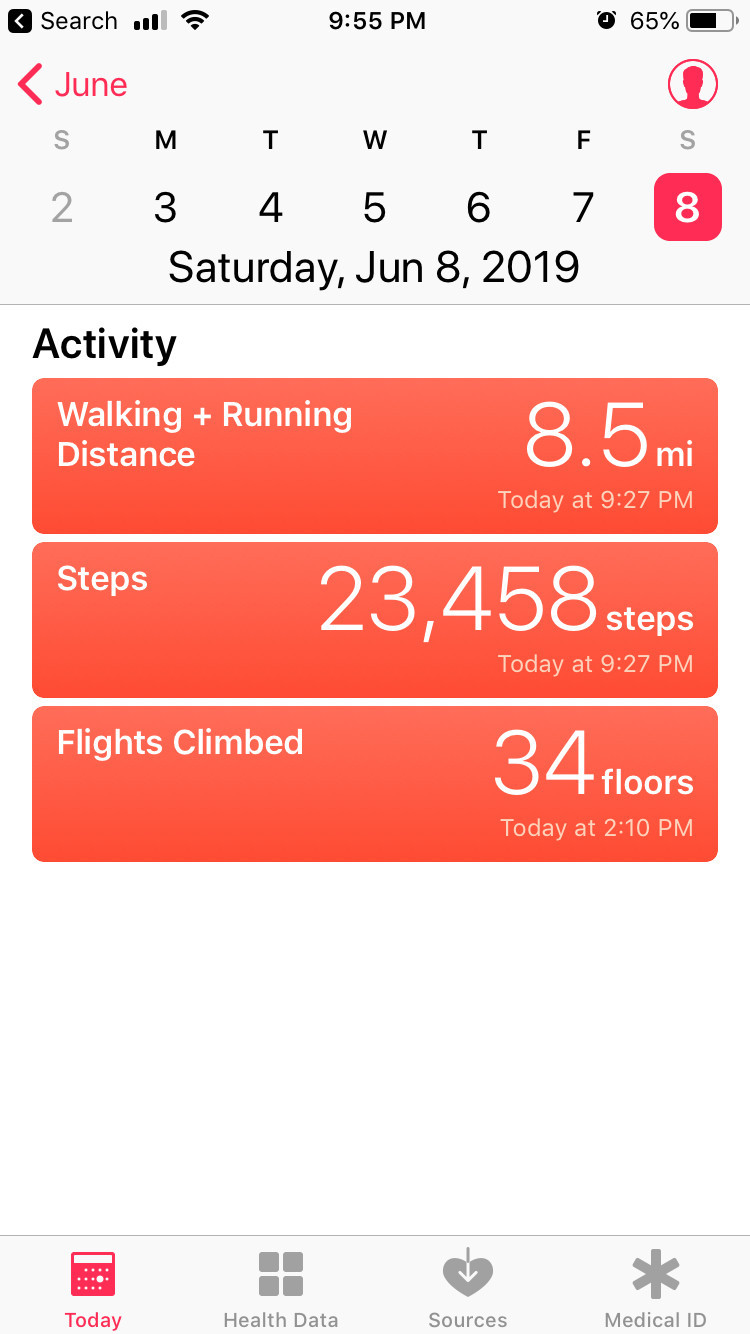 Search 9:55 PM 65%
June
S M T W T F S
2 3 4 5 6 7 8
Saturday, Jun 8, 2019
Activity
Walking + Running
Distance
8.5 mi
Today at 9:27 PM
Steps
23,458 steps
Today at 9:27 PM
Flights Climbed
34 floors
Today at 2:10 PM
Today Health Data Sources Medical ID